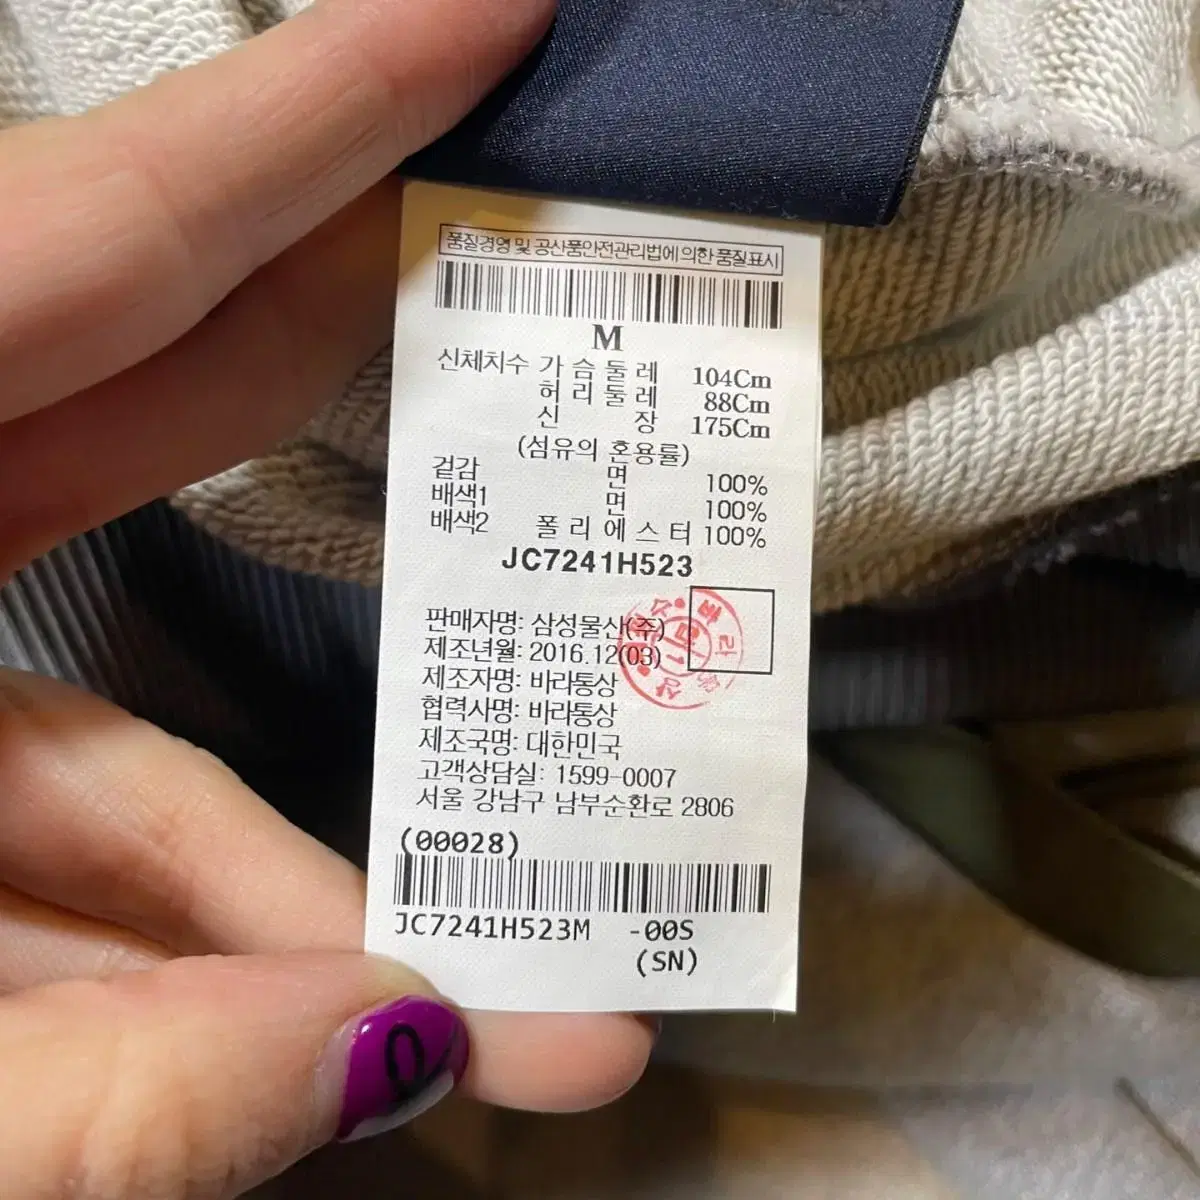 품질경영 및 공산품안전관리법에 의한 품질표시
M
신체치수 가슴둘레 104Cm
허리둘레 88Cm
신 장 175Cm
(섬유의 혼용률)
겉감 면 100%
배색1 면 100%
배색2 폴리에스터 100%
JC7241H523
판매자명: 삼성물산(주)
제조년월: 2016.12(03)
제조자명: 바라통상
협력사명: 바라통상
제조국명: 대한민국
고객상담실: 1599-0007
서울 강남구 남부순환로 2806
(00028)
JC7241H523M -00S
(SN)